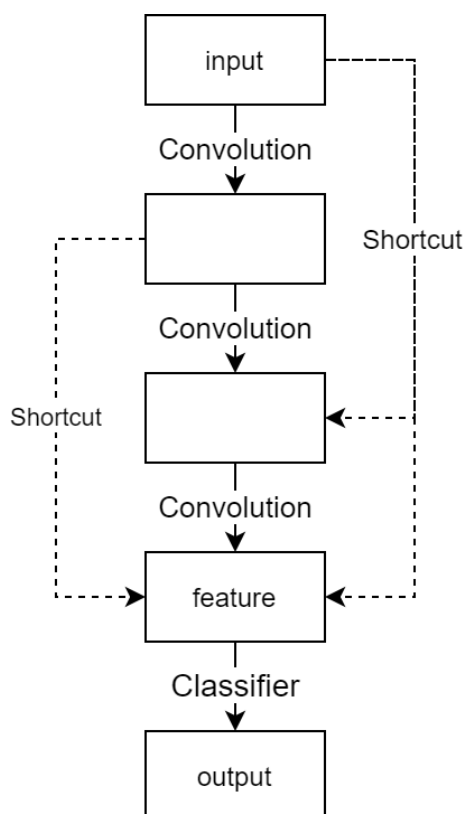 input
Convolution
Shortcut
Convolution
Shortcut
Convolution
feature
Classifier
output